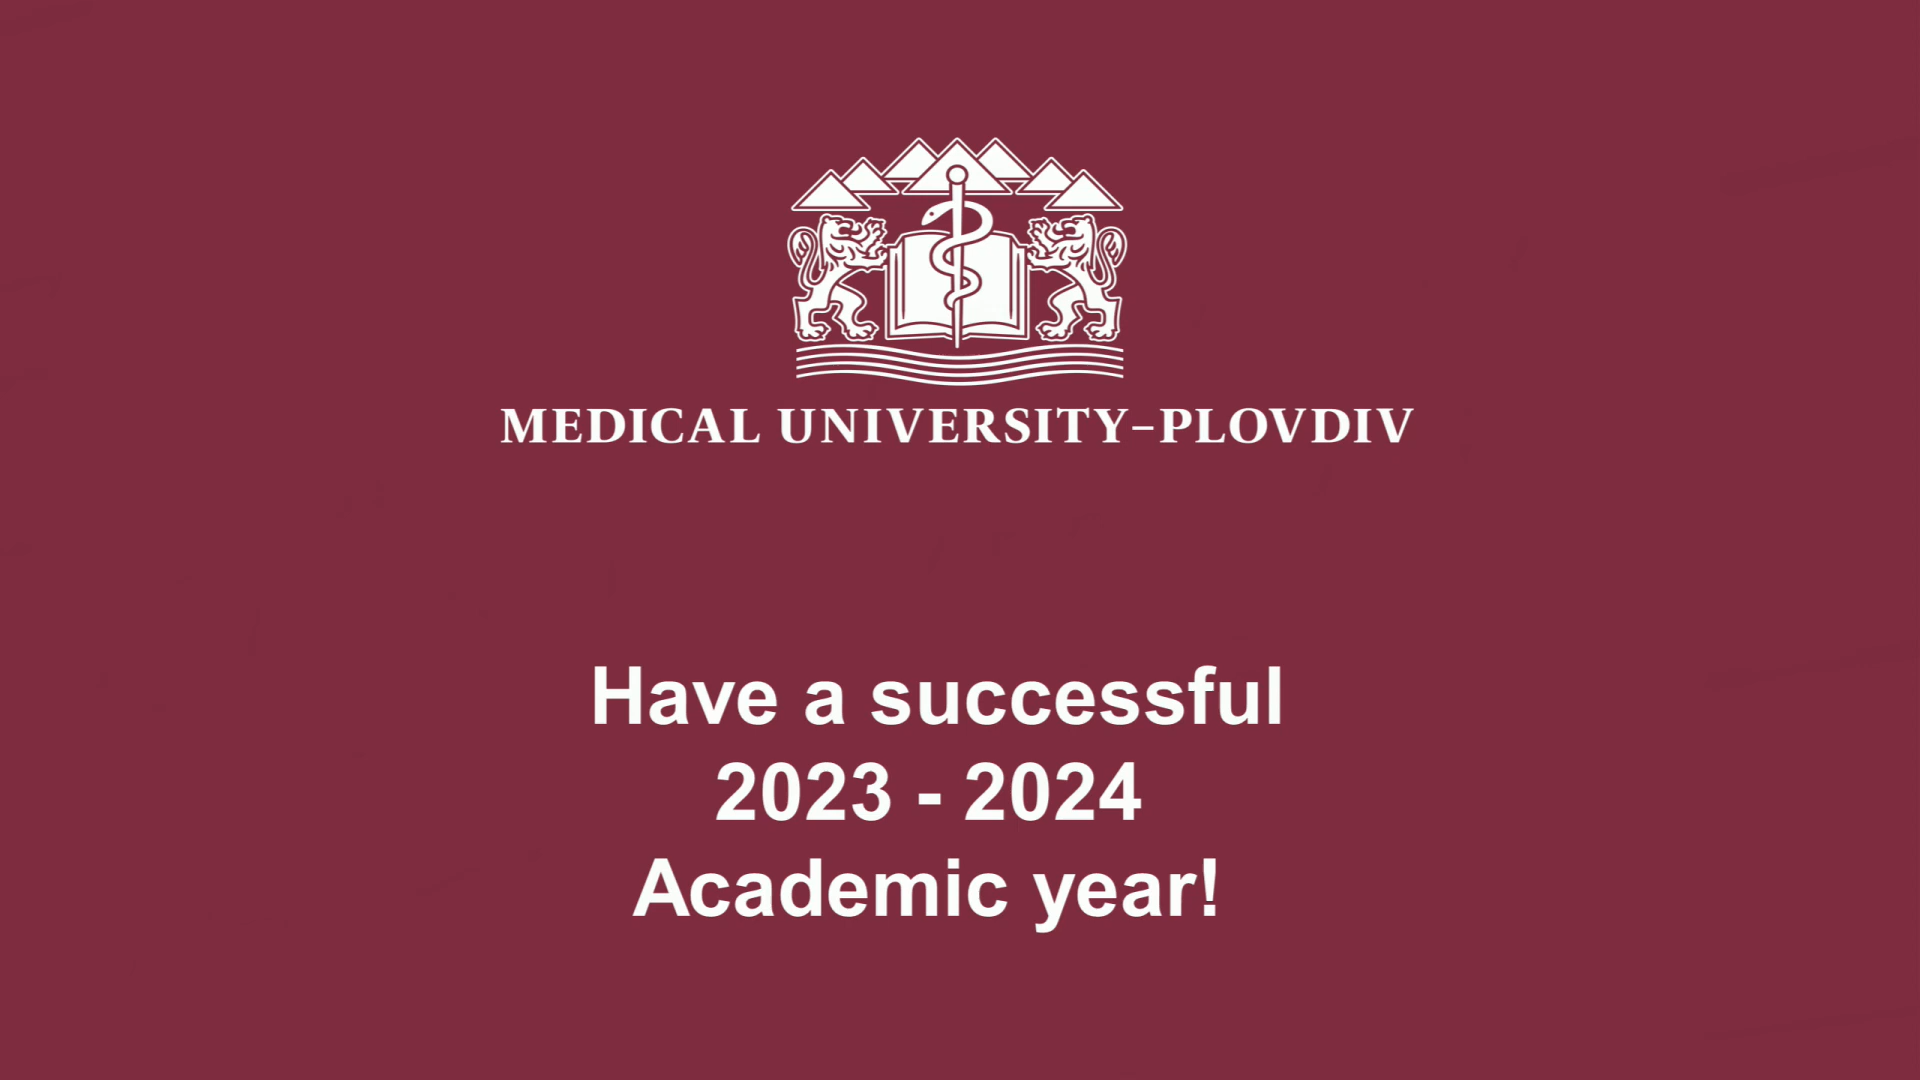 MEDICAL UNIVERSITY–PLOVDIV
Have a successful
2023 - 2024
Academic year!